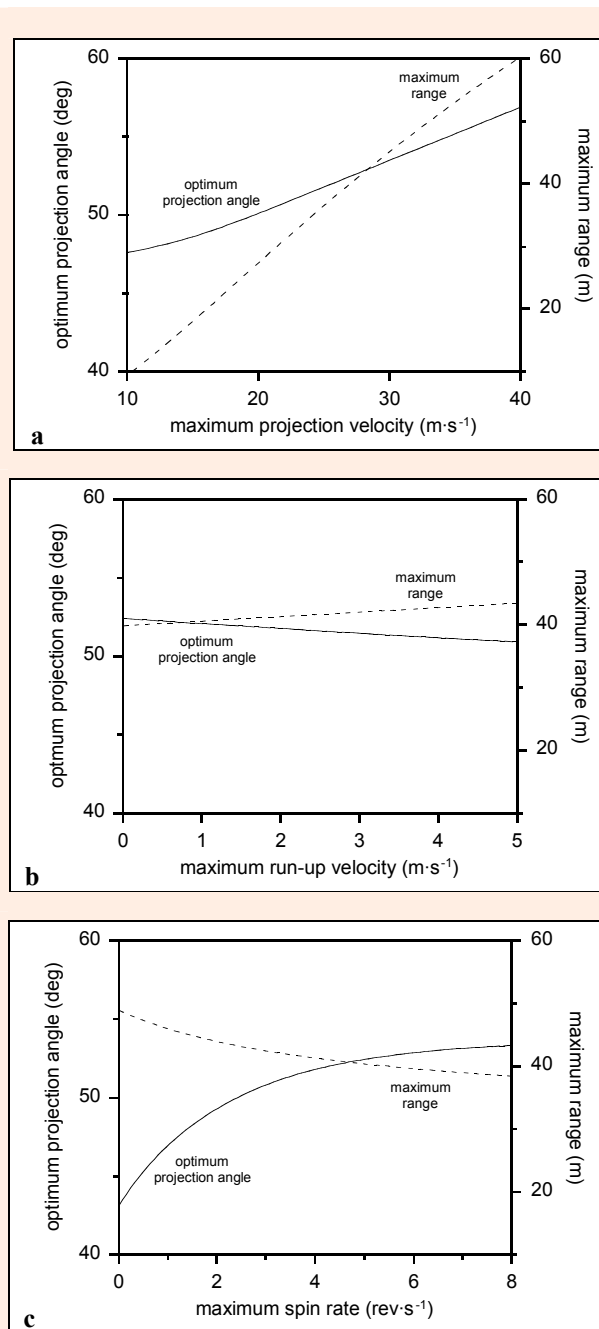 60
60
maximum
range
optimum projection angle (deg)
maximum range (m)
optimum
projection angle
50
40
20
40
10
20
30
40
maximum projection velocity (m·s-1)
a
60
60
optmum projection angle (deg)
maximum range (m)
maximum
range
40
50
optimum
projection angle
20
40
0
1
2
3
4
5
maximum run-up velocity (m·s-1)
b
60
60
optimum projection angle (deg)
maximum range (m)
40
50
maximum
range
optimum
projection angle
20
40
0
2
4
6
8
maximum spin rate (rev·s-1)
c